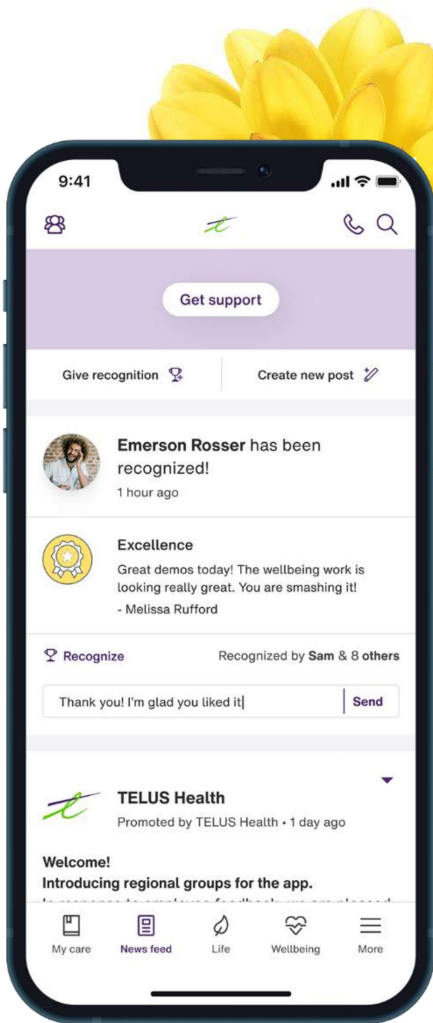 9:41
Get support
Give recognition
Create new post
Emerson Rosser has been
recognized!
1 hour ago
Excellence
Great demos today! The wellbeing work is
looking really great. You are smashing it!
- Melissa Rufford
Recognize
Recognized by Sam & 8 others
Thank you! I'm glad you liked it
Send
TELUS Health
Promoted by TELUS Health • 1 day ago
Welcome!
Introducing regional groups for the app.
My care
News feed
Life
Wellbeing
More